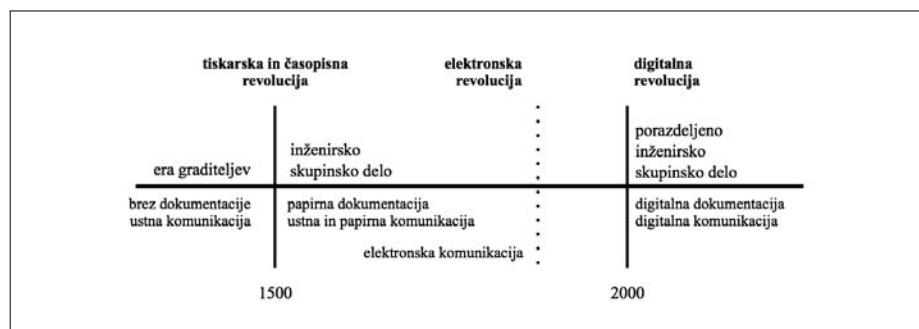 tiskarska in časopisna
revolucija
elektronska
revolucija
digitalna
revolucija
era graditeljev
inženirsko
skupinsko delo
porazdeljeno
inženirsko
skupinsko delo
brez dokumentacije
ustna komunikacija
papirna dokumentacija
ustna in papirna komunikacija
elektronska komunikacija
digitalna dokumentacija
digitalna komunikacija
1500
2000